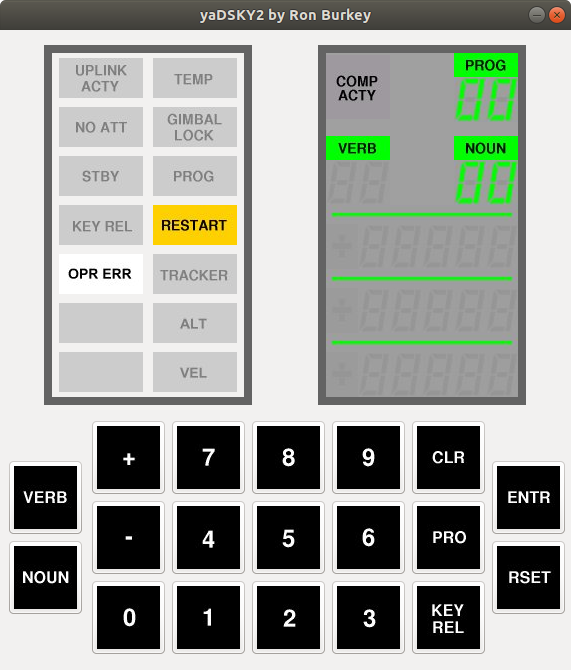 yaDSKY2 by Ron Burkey
UPLINK
ACTY
TEMP
NO ATT
GIMBAL
LOCK
STBY
PROG
KEY REL
RESTART
OPR ERR
TRACKER
ALT
VEL
COMP
ACTY
PROG
00
VERB
NOUN
00
+
7
8
9
CLR
VERB
ENTR
-
4
5
6
PRO
NOUN
RSET
0
1
2
3
KEY
REL